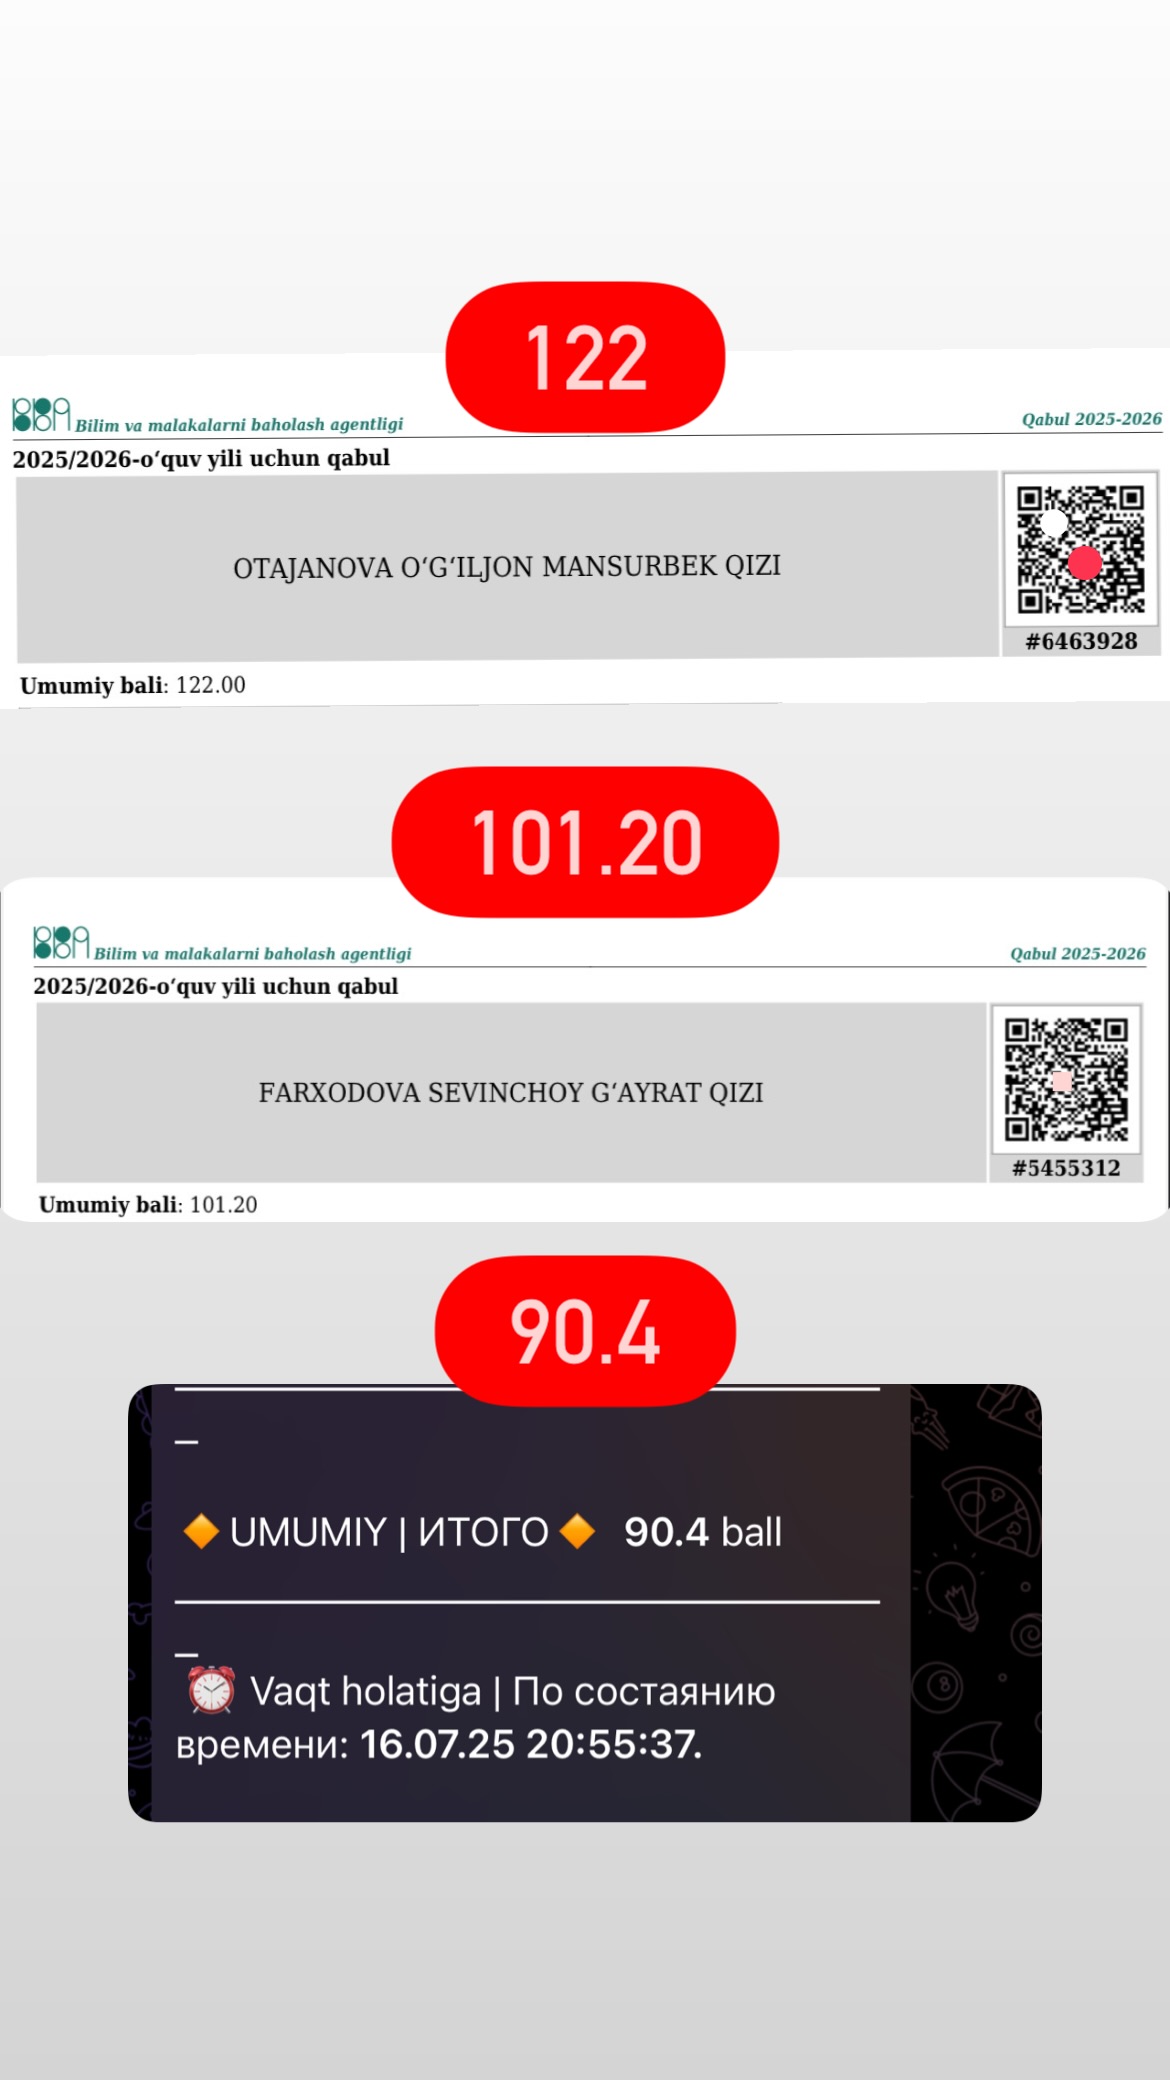 122
Bilim va malakalarni baholash agentligi
Qabul 2025-2026
2025/2026-o‘quv yili uchun qabul
OTAJANOVA O‘G‘ILJON MANSURBEK QIZI
#6463928
Umumiy bali: 122.00
101.20
Bilim va malakalarni baholash agentligi
Qabul 2025-2026
2025/2026-o‘quv yili uchun qabul
FARXODOVA SEVINCHOY G‘AYRAT QIZI
#5455312
Umumiy bali: 101.20
90.4
🔶 UMUMIY | ИТОГО 🔶 90.4 ball
⏰ Vaqt holatiga | По состаянию
времени: 16.07.25 20:55:37.